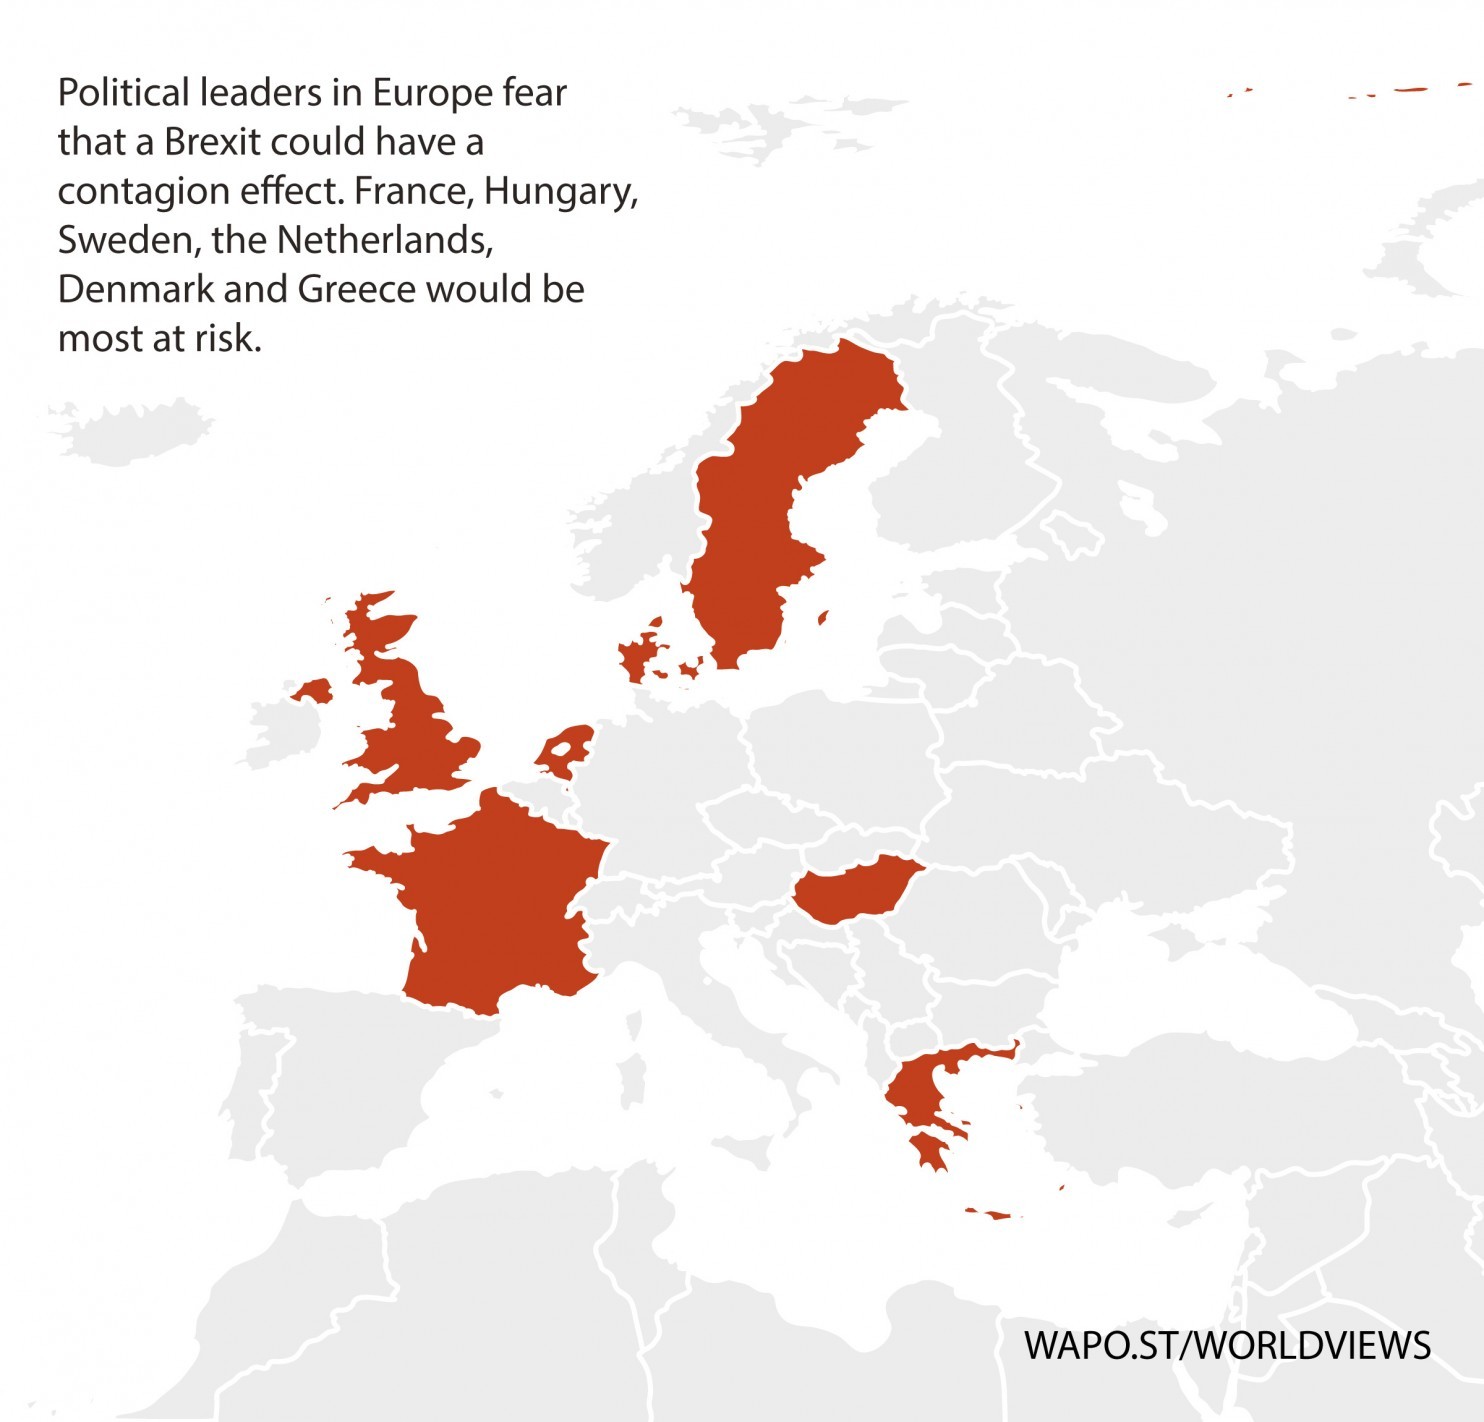 Political leaders in Europe fear
that a Brexit could have a
contagion effect. France, Hungary,
Sweden, the Netherlands,
Denmark and Greece would be
most at risk.
WAPO.ST/WORLDVIEWS